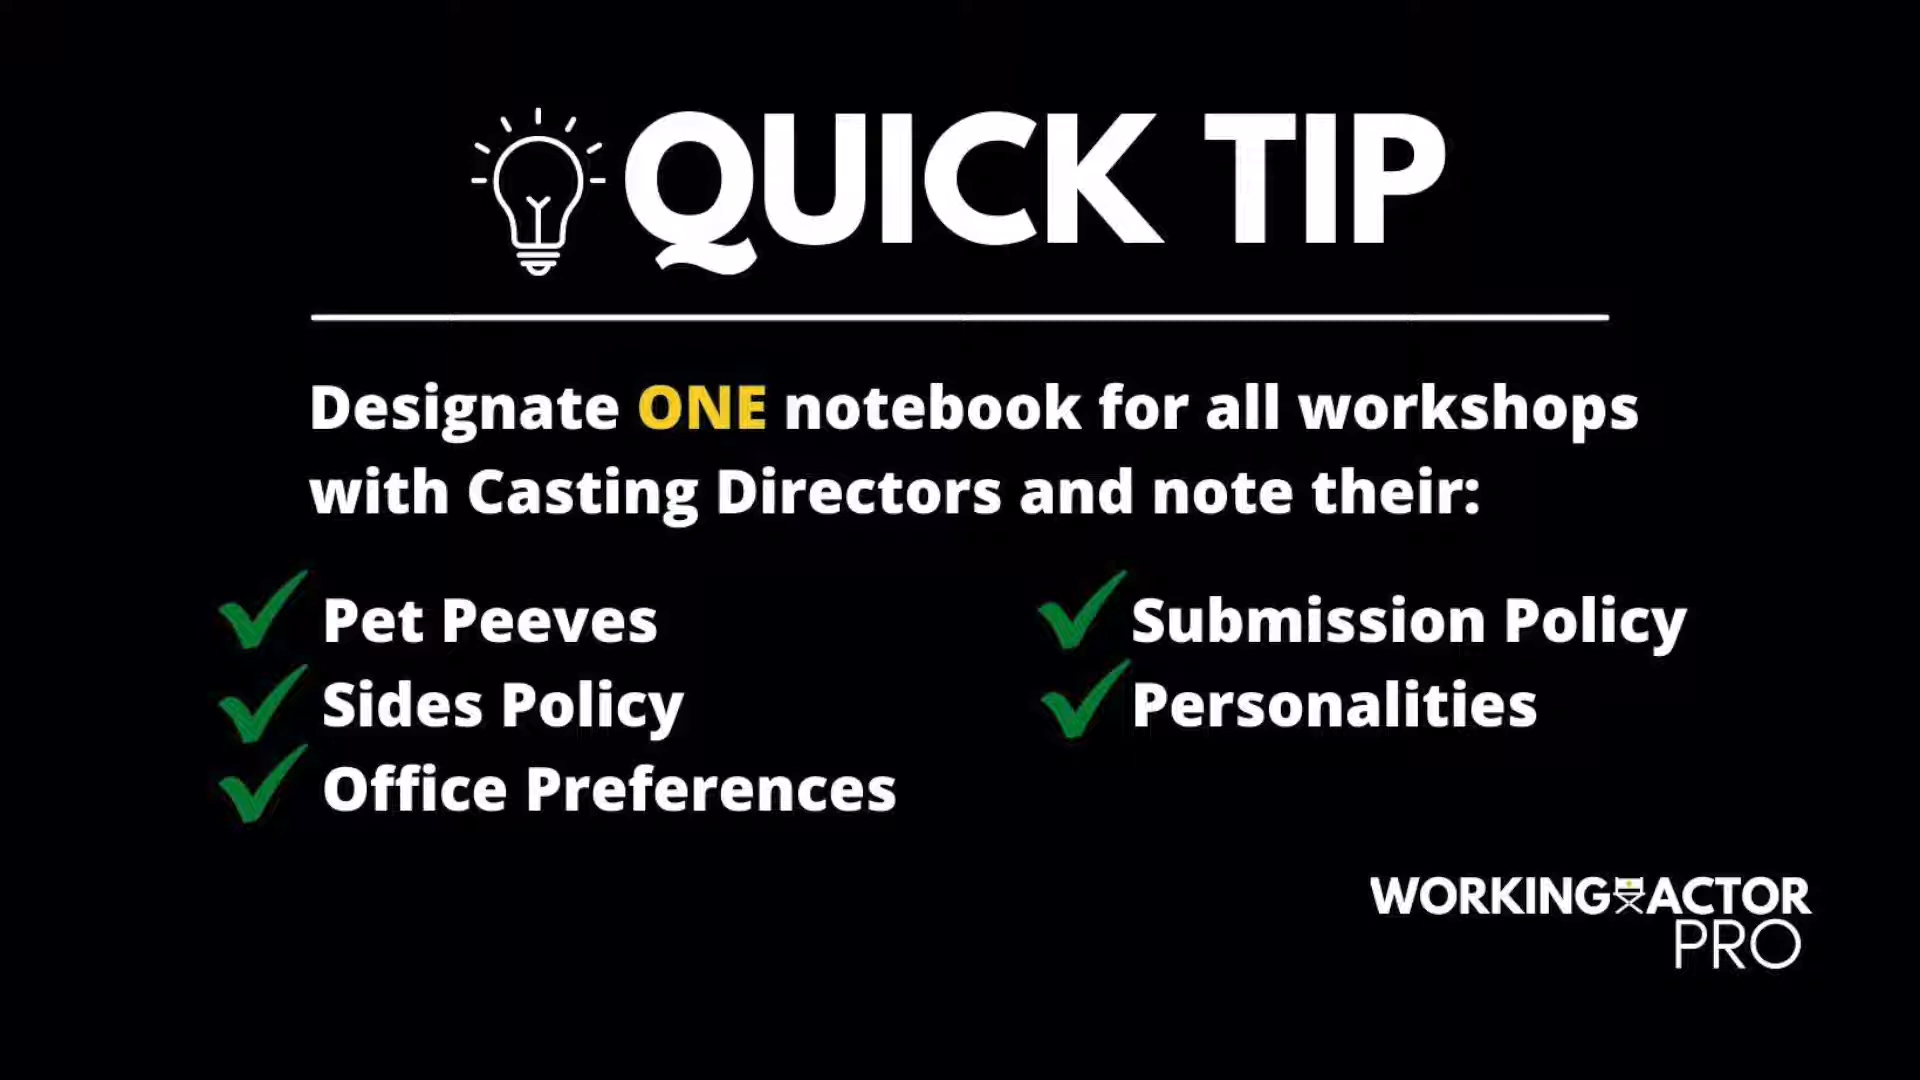 QUICK TIP
Designate ONE notebook for all workshops
with Casting Directors and note their:
Pet Peeves
Sides Policy
Office Preferences
Submission Policy
Personalities
WORKING ACTOR
PRO